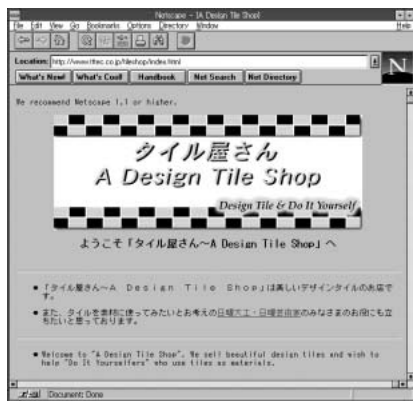 Netscape - [A Design Tile Shop]
File Edit View Go Bookmarks Options Directory Window Help
Location: http://www.ttec.co.jp/tileshop/index.html
N
What's New! What's Cool! Handbook Net Search Net Directory
We recommend Netscape 1.1 or higher.
タイル屋さん
A Design Tile Shop
Design Tile & Do It Yourself
ようこそ「タイル屋さん〜A Design Tile Shop」へ
● 「タイル屋さん〜A Design Tile Shop」は美しいデザインタイルのお店で
す。
● また、タイルを素材に使ってみたいとお考えの日曜大工・日曜芸術家のみなさまのお役にも立
ちたいと思っております。
● Welcome to "A Design Tile Shop". We sell beautiful design tiles and wish to
help "Do It Yourselfers" who use tiles as materials.
Document: Done